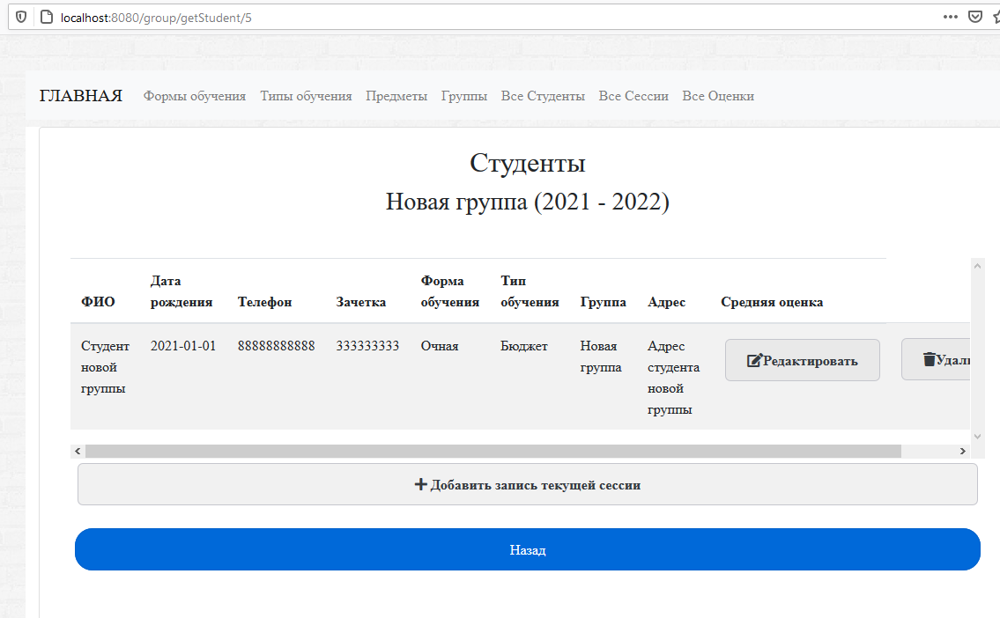 localhost:8080/group/getStudent/5
ГЛАВНАЯ Формы обучения Типы обучения Предметы Группы Все Студенты Все Сессии Все Оценки
Студенты
Новая группа (2021 - 2022)
ФИО Дата рождения Телефон Зачетка Форма обучения Тип обучения Группа Адрес Средняя оценка
Студент новой группы 2021-01-01 88888888888 333333333 Очная Бюджет Новая группа Адрес студента новой группы Редактировать
Добавить запись текущей сессии
Назад